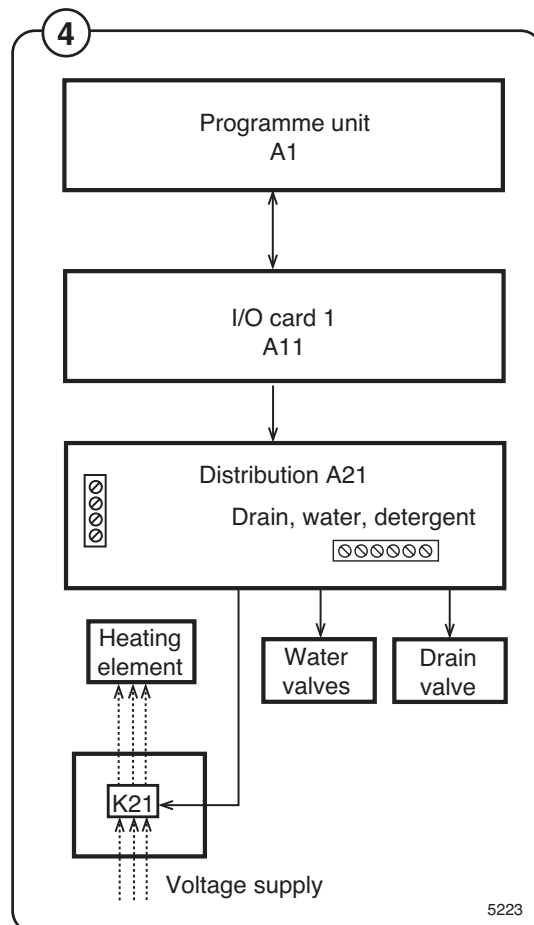 4
Programme unit
A1
I/O card 1
A11
Distribution A21
Drain, water, detergent
Heating
element
Water
valves
Drain
valve
K21
Voltage supply
5223